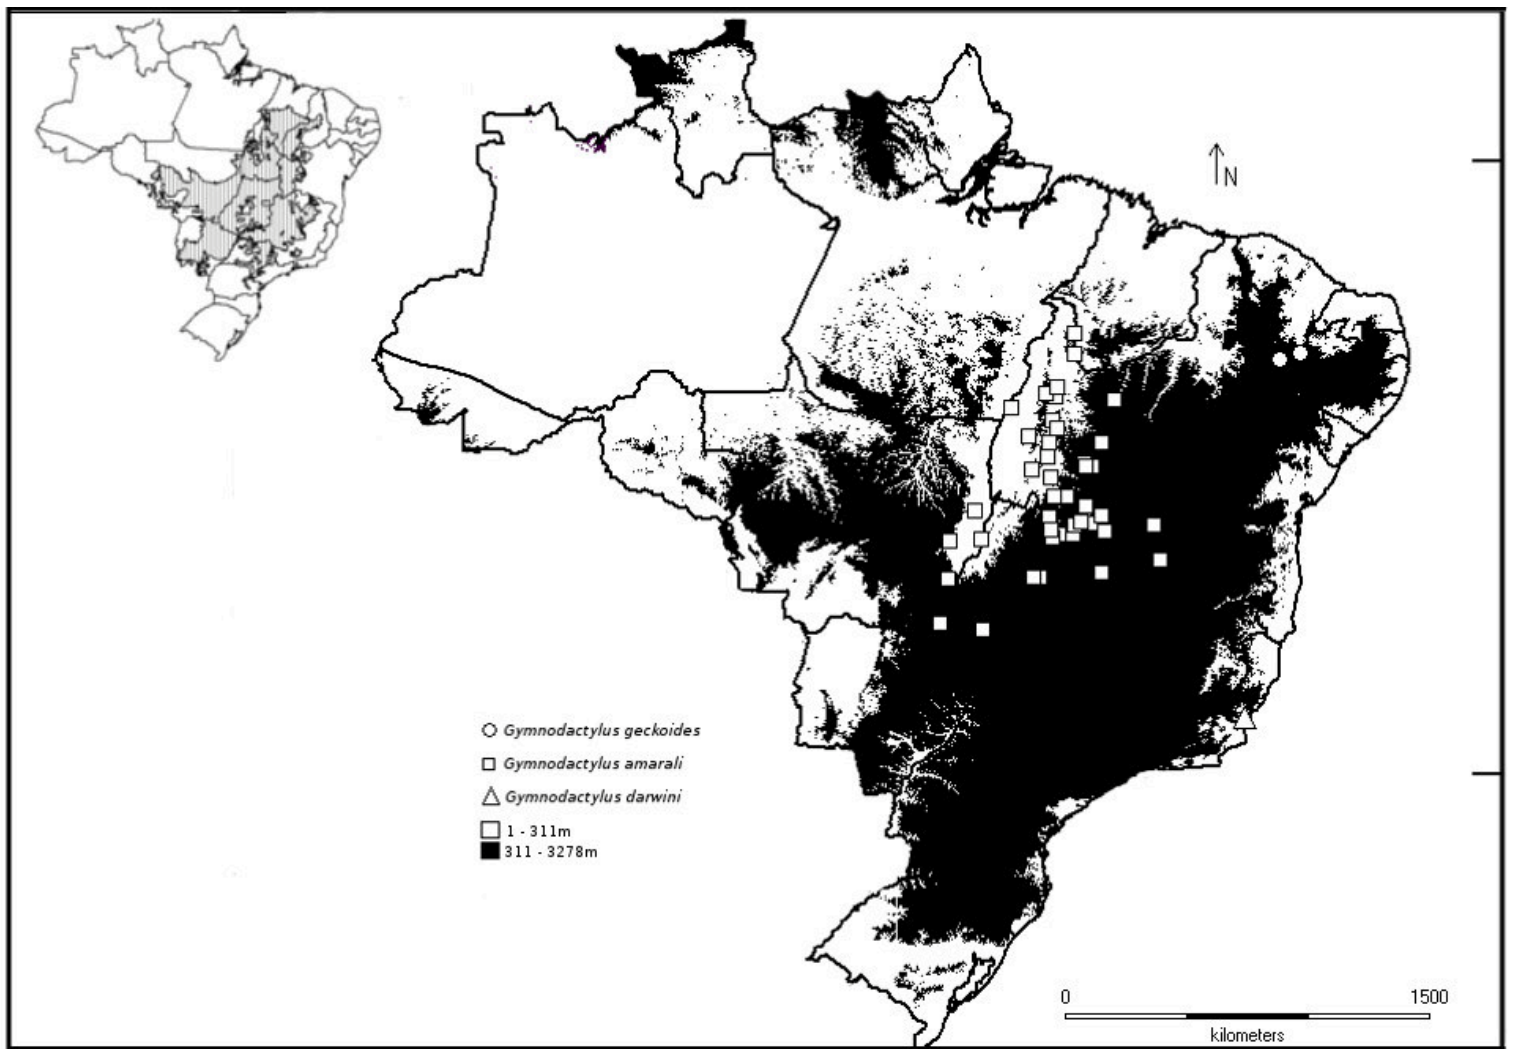 N
Gymnodactylus geckoides
Gymnodactylus amarali
Gymnodactylus darwini
1 - 311m
311 - 3278m
0 1500
kilometers